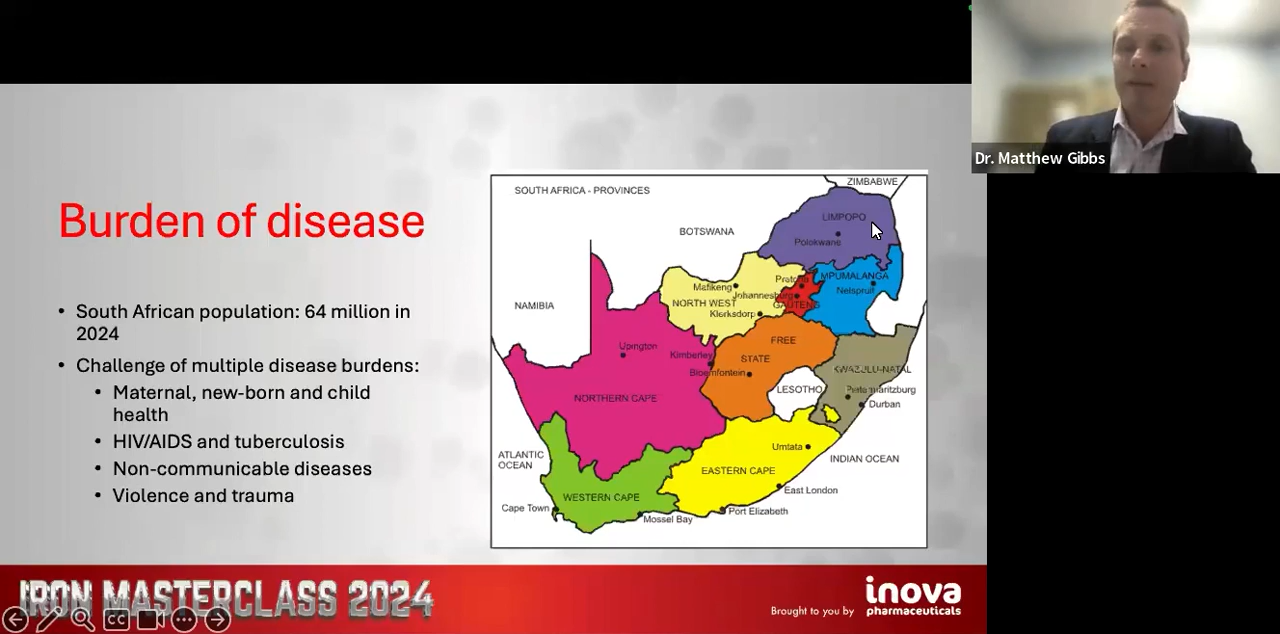 Dr. Matthew Gibbs
Burden of disease
• South African population: 64 million in
2024
• Challenge of multiple disease burdens:
• Maternal, new-born and child
health
• HIV/AIDS and tuberculosis
• Non-communicable diseases
• Violence and trauma
SOUTH AFRICA - PROVINCES
ZIMBABWE
LIMPOPO
BOTSWANA
Polokwane
MPUMALANGA
Mafikeng
Nelspruit
Johannesburg
NAMIBIA
NORTH WEST
GAUTENG
Klerksdorp
FREE
Upington
Kimberley
STATE
Bloemfontein
KWAZULU-NATAL
LESOTHO
NORTHERN CAPE
Durban
Umtata
ATLANTIC
OCEAN
INDIAN OCEAN
EASTERN CAPE
East London
WESTERN CAPE
Cape Town
Port Elizabeth
Mossel Bay
IRON MASTERCLASS 2024
Brought to you by
inova
pharmaceuticals
CC